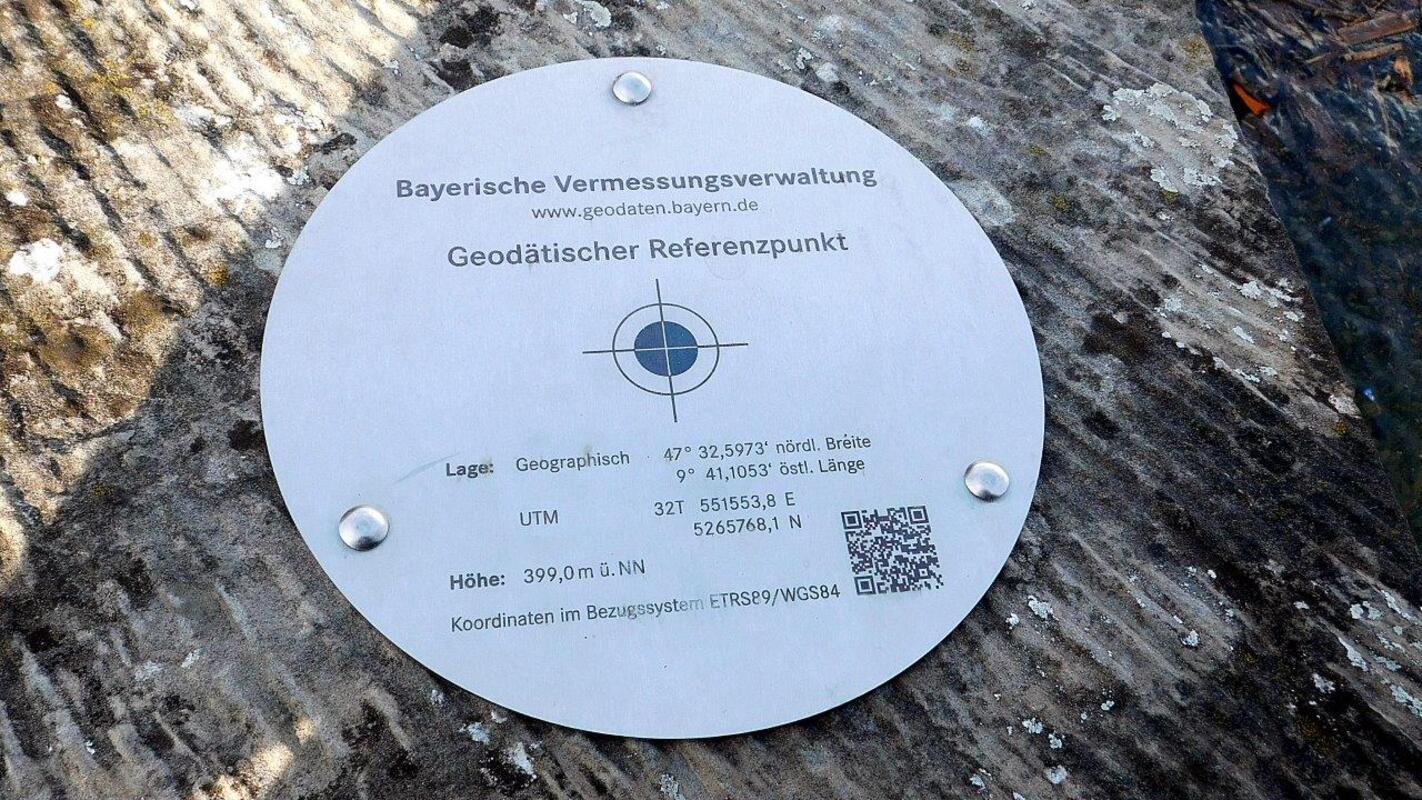 Bayerische Vermessungsverwaltung
www.geodaten.bayern.de
Geodätischer Referenzpunkt
Lage: Geographisch 47° 32,5973‘ nördl. Breite
9° 41,1053‘ östl. Länge
UTM 32T 551553,8 E
5265768,1 N
Höhe: 399,0 m ü. NN
Koordinaten im Bezugssystem ETRS89/WGS84